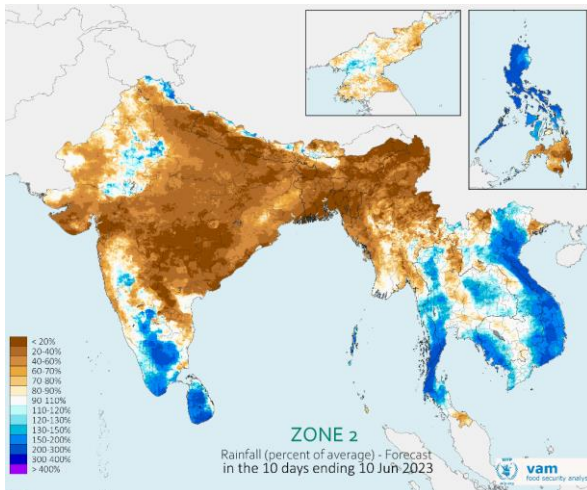 < 20%
20-40%
40-60%
60-70%
70 80%
80-90%
90 110%
110-120%
120-130%
130-150%
150-200%
200-300%
300 400%
> 400%
ZONE 2
Rainfall (percent of average) - Forecast
in the 10 days ending 10 Jun 2023
vam
food security analys